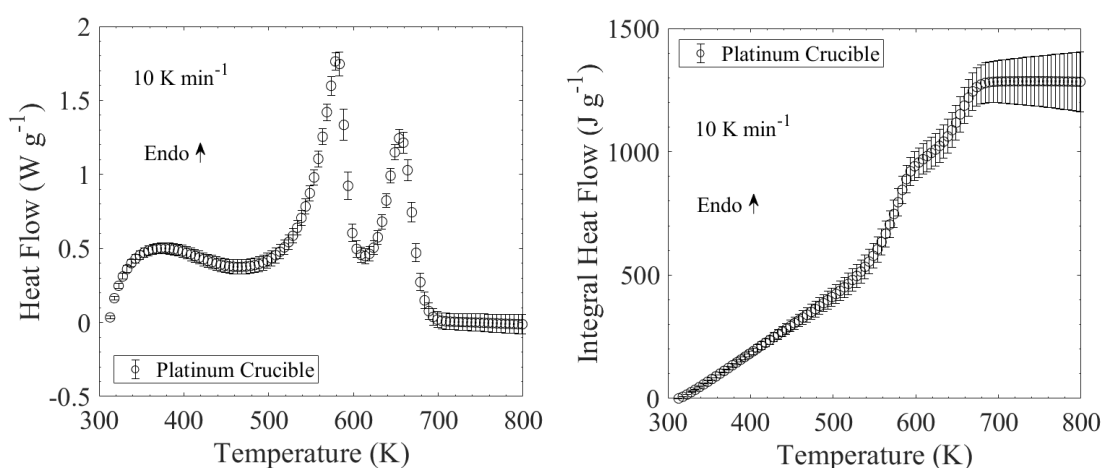 2
1.5
1
0.5
0
-0.5
Heat Flow (W g-1)
10 K min-1
Endo
Platinum Crucible
300 400 500 600 700 800
Temperature (K)
1500
1000
500
0
Integral Heat Flow (J g-1)
Platinum Crucible
10 K min-1
Endo
300 400 500 600 700 800
Temperature (K)